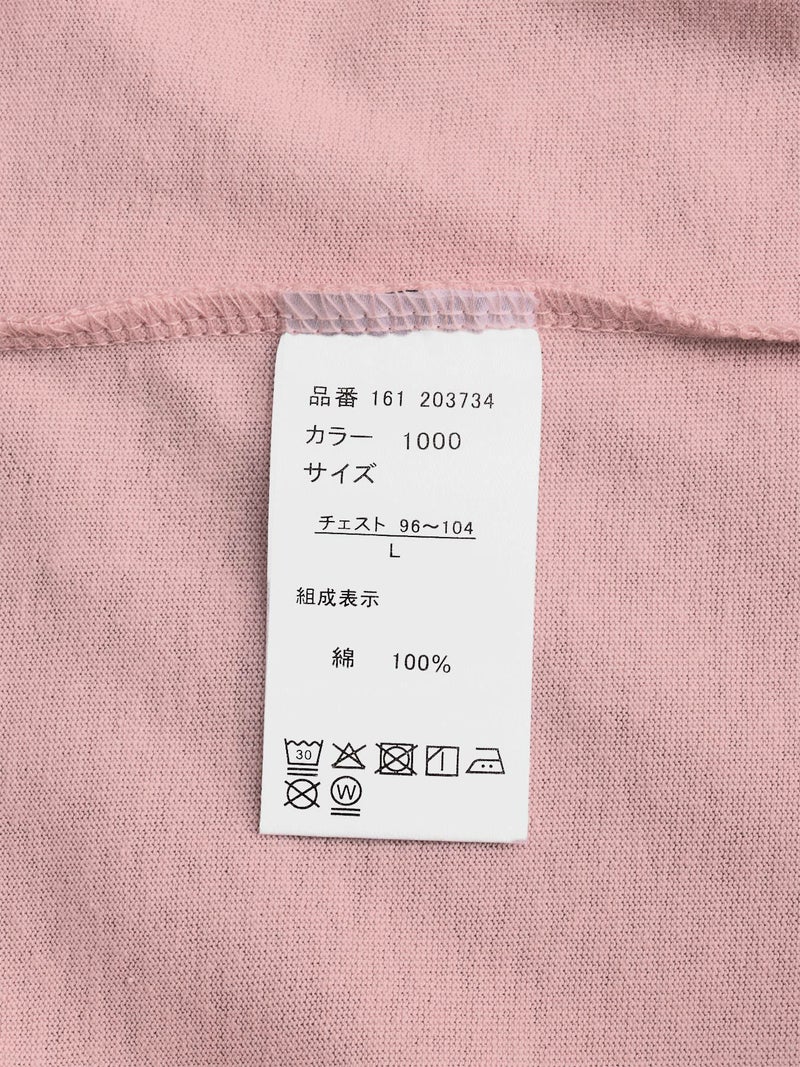 品番 161 203734
カラー 1000
サイズ
チェスト 96〜104
L
組成表示
綿 100%
30
W